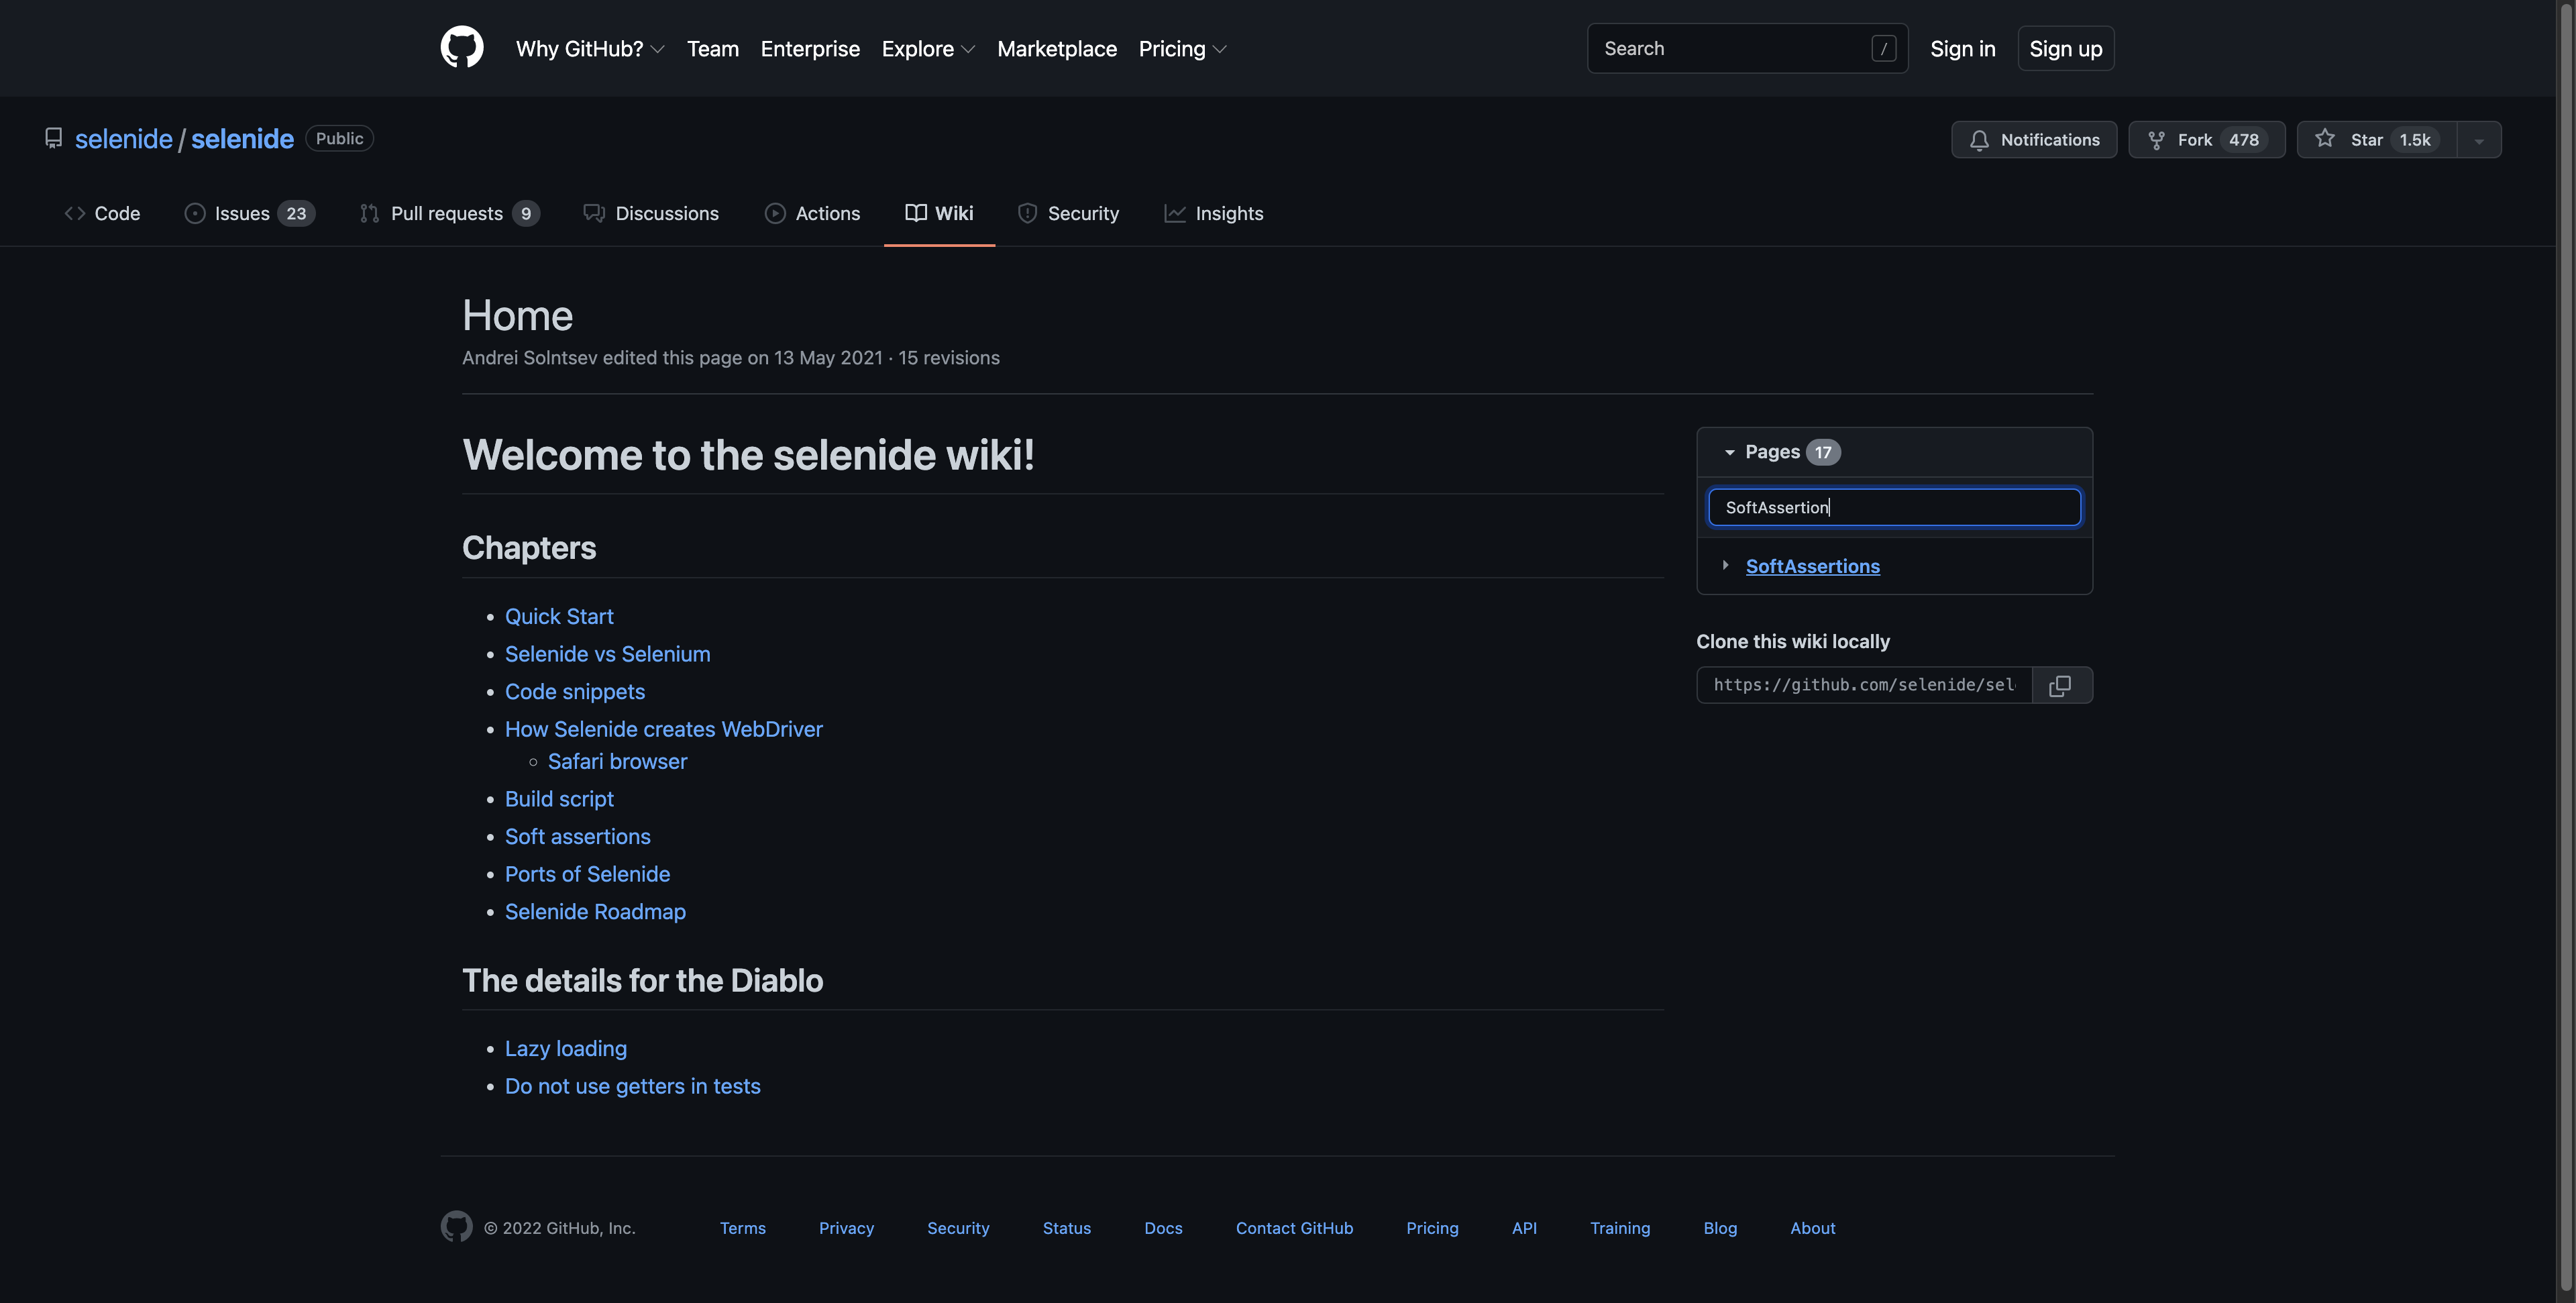 Why GitHub? Team Enterprise Explore Marketplace Pricing Search / Sign in Sign up
selenide / selenide Public Notifications Fork 478 Star 1.5k
Code Issues 23 Pull requests 9 Discussions Actions Wiki Security Insights
Home
Andrei Solntsev edited this page on 13 May 2021 · 15 revisions
Welcome to the selenide wiki!
Chapters
Quick Start
Selenide vs Selenium
Code snippets
How Selenide creates WebDriver
Safari browser
Build script
Soft assertions
Ports of Selenide
Selenide Roadmap
The details for the Diablo
Lazy loading
Do not use getters in tests
Pages 17
SoftAssertion
SoftAssertions
Clone this wiki locally
https://github.com/selenide/sel
© 2022 GitHub, Inc. Terms Privacy Security Status Docs Contact GitHub Pricing API Training Blog About